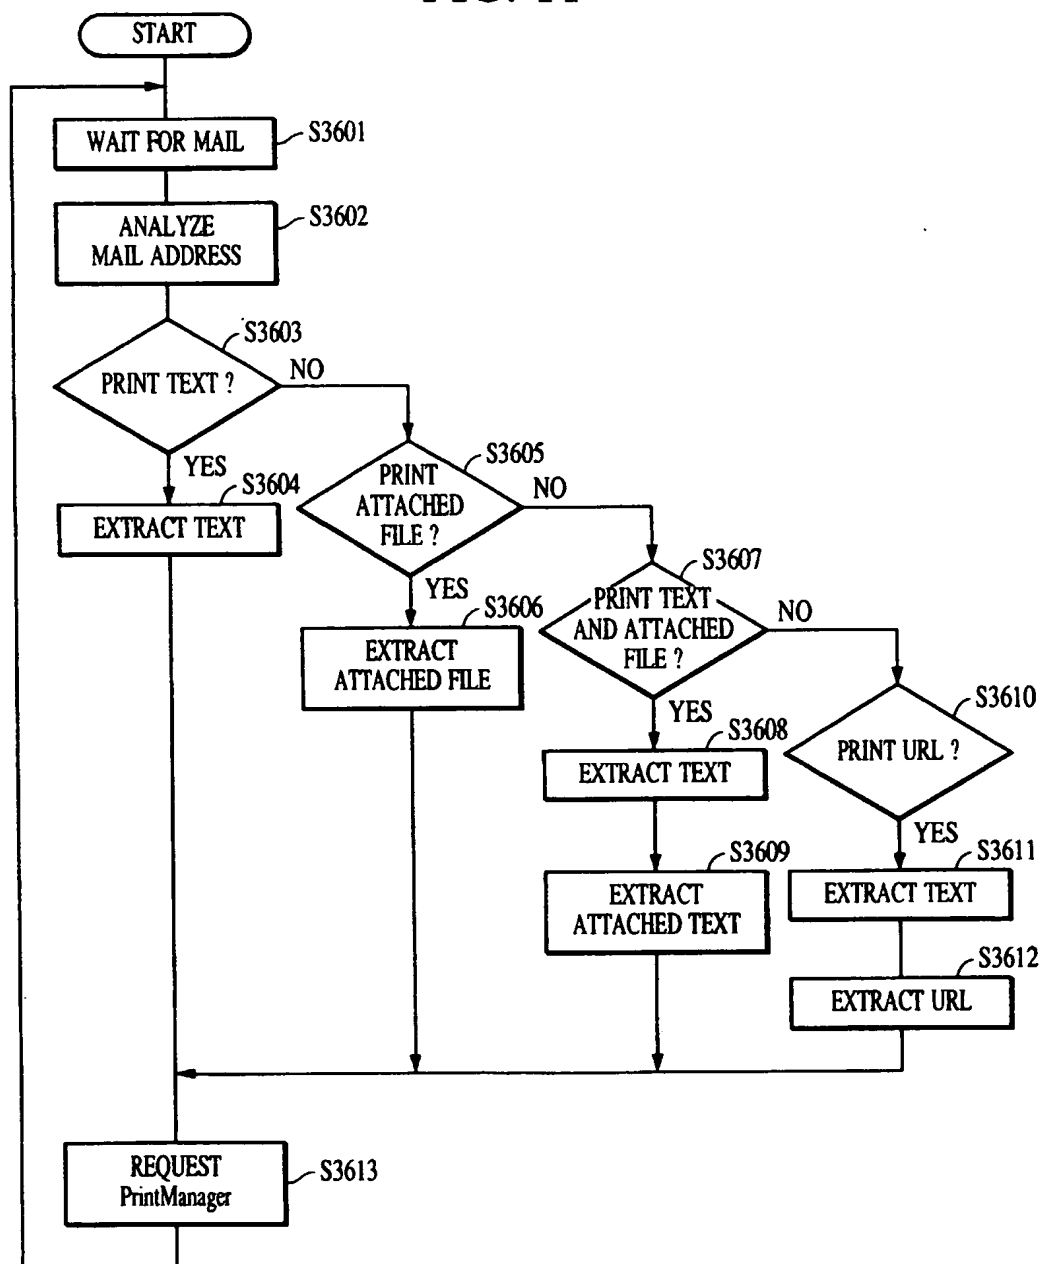 START
WAIT FOR MAIL
S3601
ANALYZE
MAIL ADDRESS
S3602
S3603
PRINT TEXT ?
NO
YES
S3604
EXTRACT TEXT
S3605
PRINT
ATTACHED
FILE ?
NO
YES
S3606
EXTRACT
ATTACHED FILE
S3607
PRINT TEXT
AND ATTACHED
FILE ?
NO
YES
S3608
EXTRACT TEXT
S3609
EXTRACT
ATTACHED TEXT
S3610
PRINT URL ?
YES
S3611
EXTRACT TEXT
S3612
EXTRACT URL
REQUEST
PrintManager
S3613